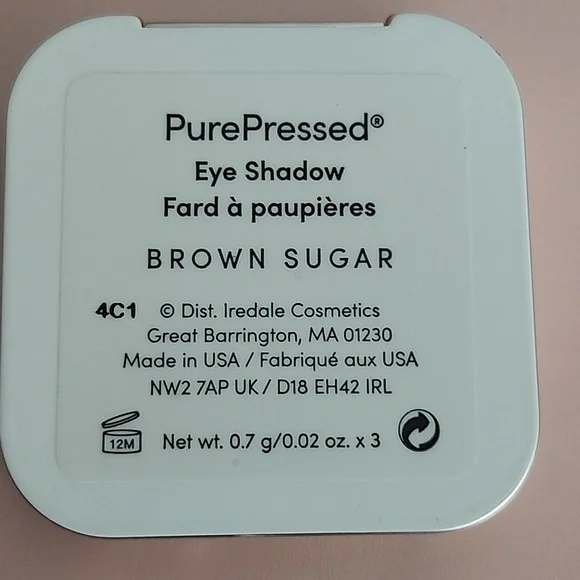 PurePressed®
Eye Shadow
Fard à paupières
BROWN SUGAR
4C1 © Dist. Iredale Cosmetics
Great Barrington, MA 01230
Made in USA / Fabriqué aux USA
NW2 7AP UK / D18 EH42 IRL
12M Net wt. 0.7 g/0.02 oz. x 3